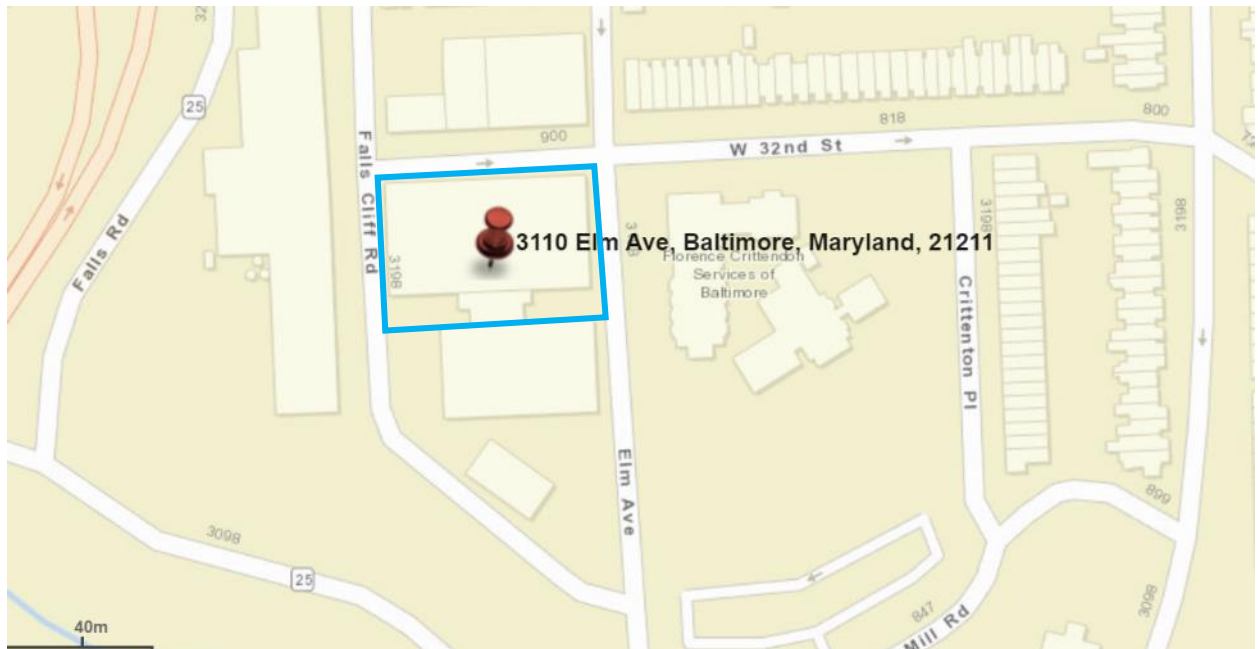 25
900
818
800
W 32nd St
Falls Cliff Rd
3198
3198
3198
3110 Elm Ave, Baltimore, Maryland, 21211
Florence Crittendon
Services of
Baltimore
Falls Rd
Crittenton Pl
Elm Ave
899
3098
25
847
Mill Rd
3098
40m